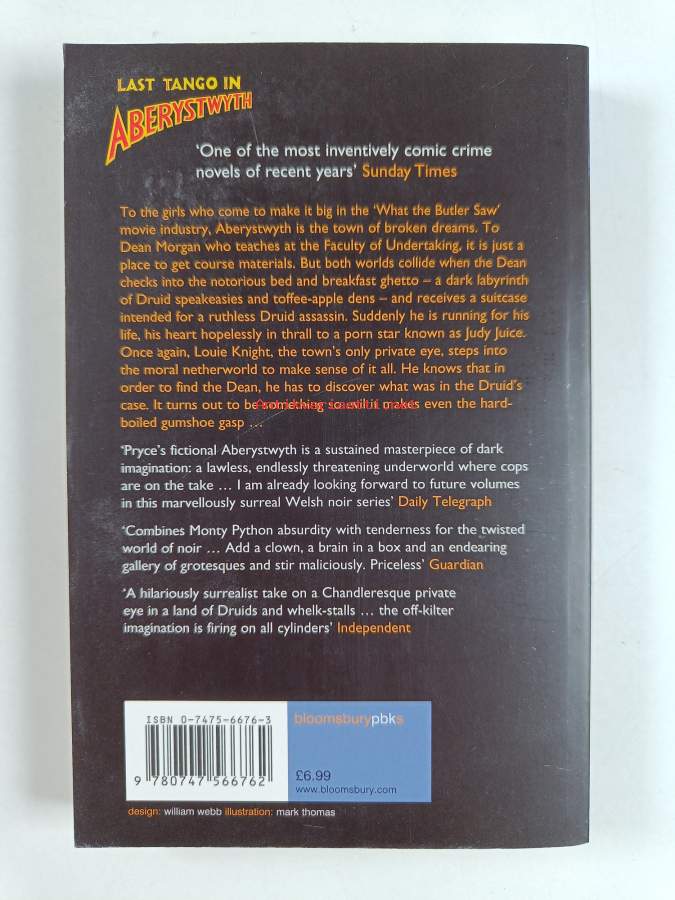 LAST TANGO IN
ABERYSTWYTH
'One of the most inventively comic crime
novels of recent years' Sunday Times
To the girls who come to make it big in the 'What the Butler Saw'
movie industry, Aberystwyth is the town of broken dreams. To
Dean Morgan who teaches at the Faculty of Undertaking, it is just a
place to get course materials. But both worlds collide when the Dean
checks into the notorious bed and breakfast ghetto – a dark labyrinth
of Druid speakeasies and toffee-apple dens – and receives a suitcase
intended for a ruthless Druid assassin. Suddenly he is running for his
life, his heart hopelessly in thrall to a porn star known as Judy Juice.
Once again, Louie Knight, the town's only private eye, steps into
the moral netherworld to make sense of it all. He knows that in
order to find the Dean, he has to discover what was in the Druid's
case. It turns out to be something so evil it makes even the hard-
boiled gumshoe gasp ...
'Pryce's fictional Aberystwyth is a sustained masterpiece of dark
imagination: a lawless, endlessly threatening underworld where cops
are on the take ... I am already looking forward to future volumes
in this marvellously surreal Welsh noir series' Daily Telegraph
'Combines Monty Python absurdity with tenderness for the twisted
world of noir ... Add a clown, a brain in a box and an endearing
gallery of grotesques and stir maliciously. Priceless' Guardian
'A hilariously surrealist take on a Chandleresque private
eye in a land of Druids and whelk-stalls ... the off-kilter
imagination is firing on all cylinders' Independent
ISBN 0-7475-6676-3
bloomsburypbks
9 780747 566762
£6.99
www.bloomsbury.com
design: william webb illustration: mark thomas